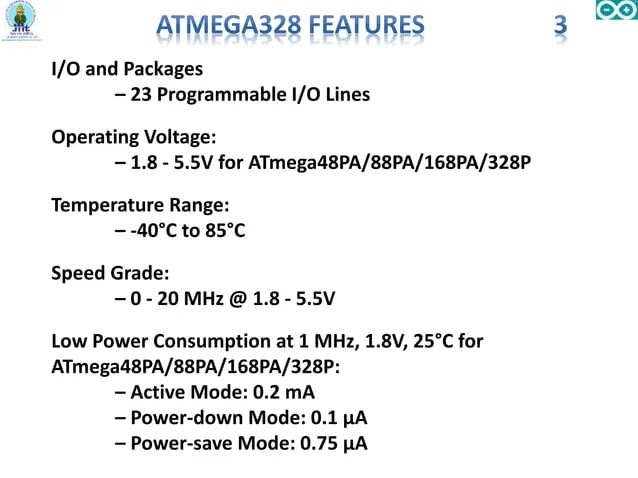 ATMEGA328 FEATURES 3
I/O and Packages
– 23 Programmable I/O Lines
Operating Voltage:
– 1.8 - 5.5V for ATmega48PA/88PA/168PA/328P
Temperature Range:
– -40°C to 85°C
Speed Grade:
– 0 - 20 MHz @ 1.8 - 5.5V
Low Power Consumption at 1 MHz, 1.8V, 25°C for
ATmega48PA/88PA/168PA/328P:
– Active Mode: 0.2 mA
– Power-down Mode: 0.1 µA
– Power-save Mode: 0.75 µA